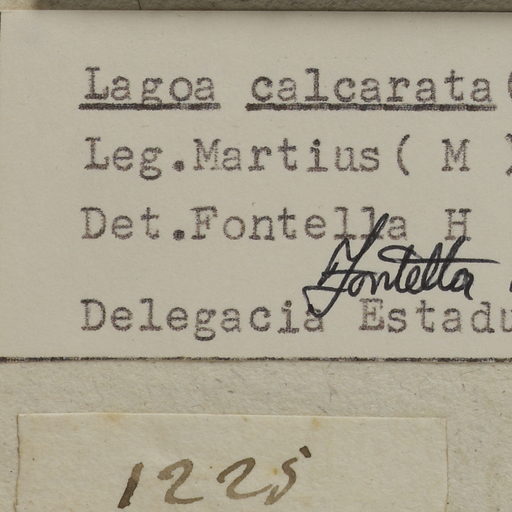 Lagoa calcarata(
Leg.Martius( M )
Det.Fontella H
Fontella
Delegacia Estadu
1225